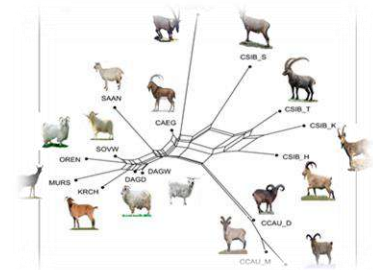 CSIB_S
SAAN
CSIB_T
CAEG
CSIB_K
SOVW
OREN
CSIB_H
DAGW
MURS
DAGD
KRCH
CCAU_D
CCAU_M